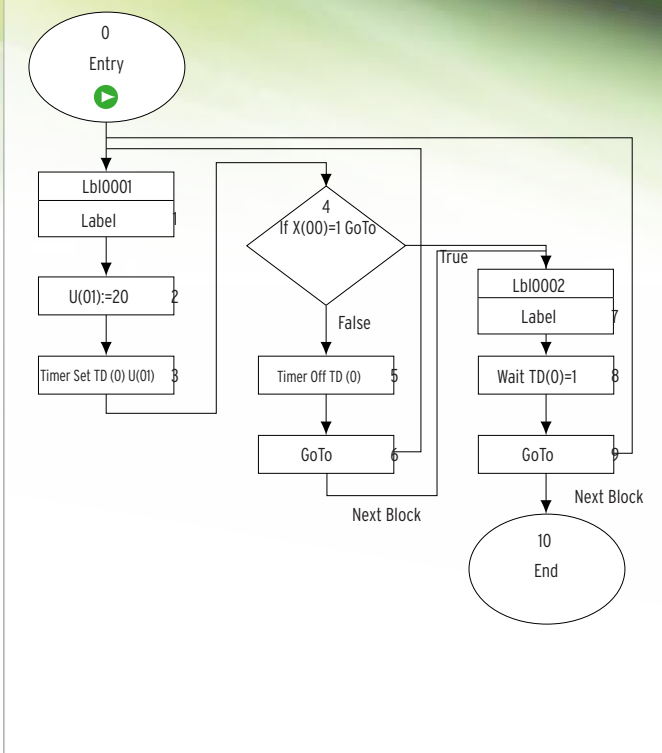 0
Entry
Lbl0001
Label
1
U(01):=20
2
Timer Set TD (0) U(01)
3
4
If X(00)=1 GoTo
True
False
Timer Off TD (0)
5
GoTo
6
Next Block
Lbl0002
Label
7
Wait TD(0)=1
8
GoTo
9
Next Block
10
End